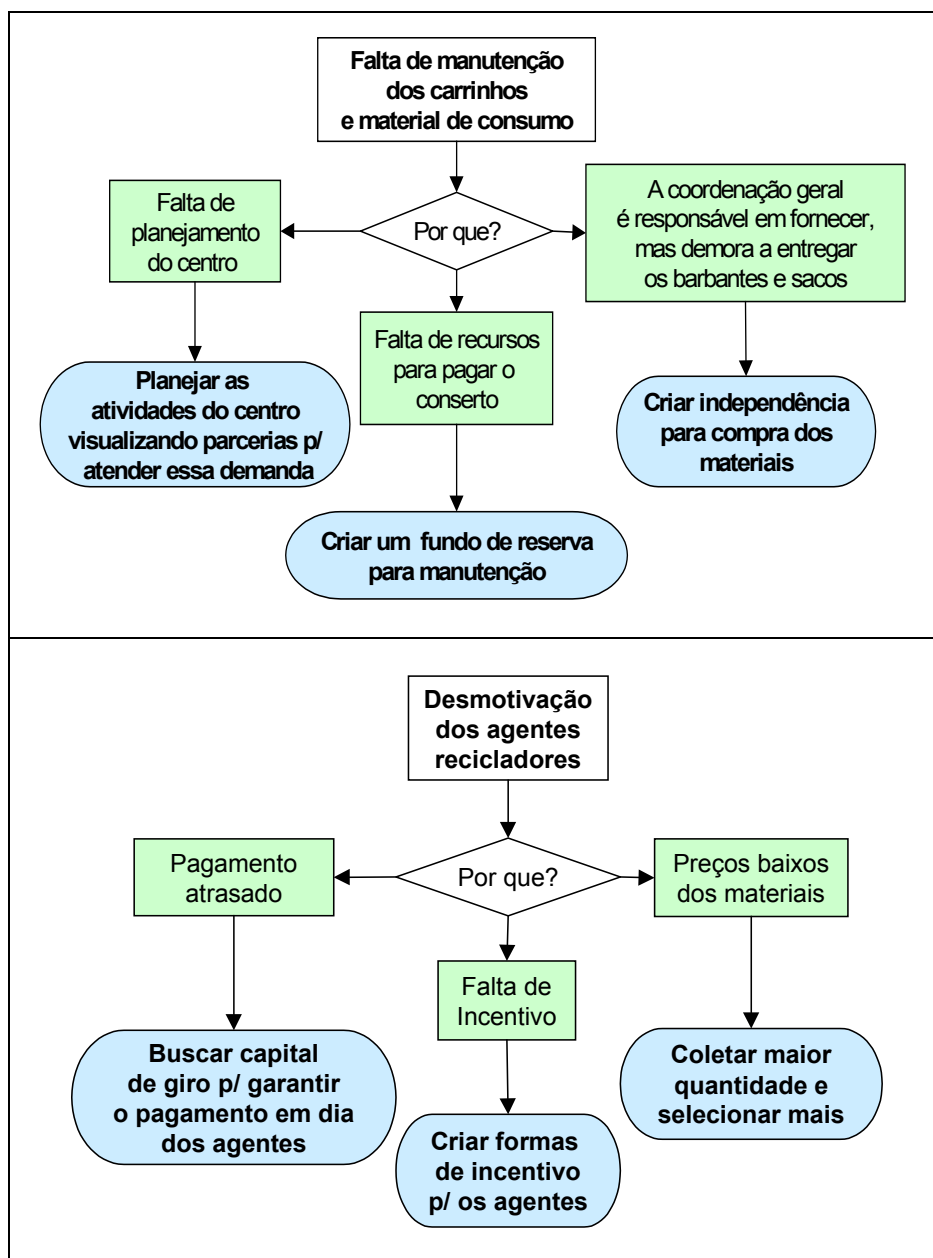 Falta de manutenção
dos carrinhos
e material de consumo
Por que?
Falta de
planejamento
do centro
Planejar as
atividades do centro
visualizando parcerias p/
atender essa demanda
Falta de recursos
para pagar o
conserto
Criar um fundo de reserva
para manutenção
A coordenação geral
é responsável em fornecer,
mas demora a entregar
os barbantes e sacos
Criar independência
para compra dos
materiais
Desmotivação
dos agentes
recicladores
Por que?
Pagamento
atrasado
Buscar capital
de giro p/ garantir
o pagamento em dia
dos agentes
Falta de
Incentivo
Criar formas
de incentivo
p/ os agentes
Preços baixos
dos materiais
Coletar maior
quantidade e
selecionar mais